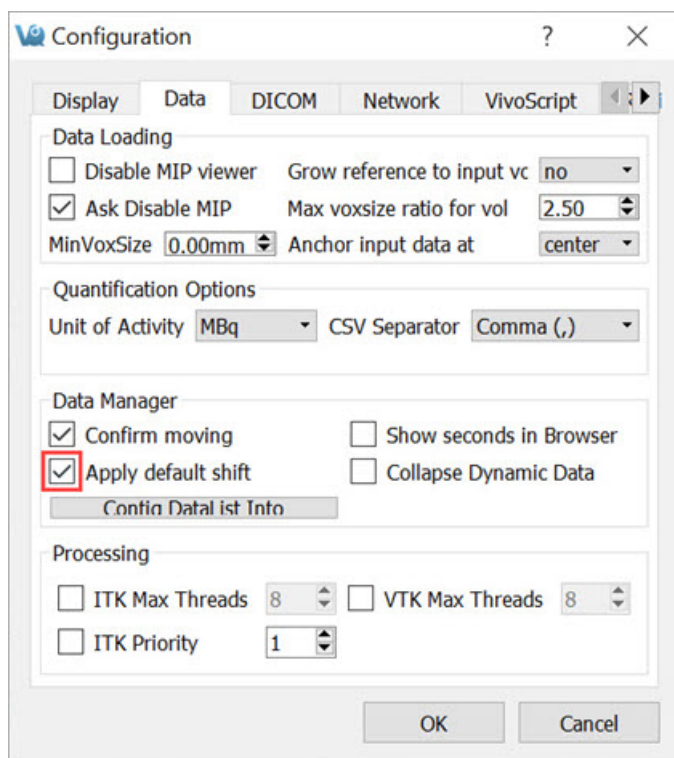 Configuration
Display Data DICOM Network VivoScript
Data Loading
Disable MIP viewer Grow reference to input vc no
Ask Disable MIP Max voxsize ratio for vol 2.50
MinVoxSize 0.00mm Anchor input data at center
Quantification Options
Unit of Activity MBq CSV Separator Comma (,)
Data Manager
Confirm moving Show seconds in Browser
Apply default shift Collapse Dynamic Data
Config DataList Into
Processing
ITK Max Threads 8 VTK Max Threads 8
ITK Priority 1
OK Cancel